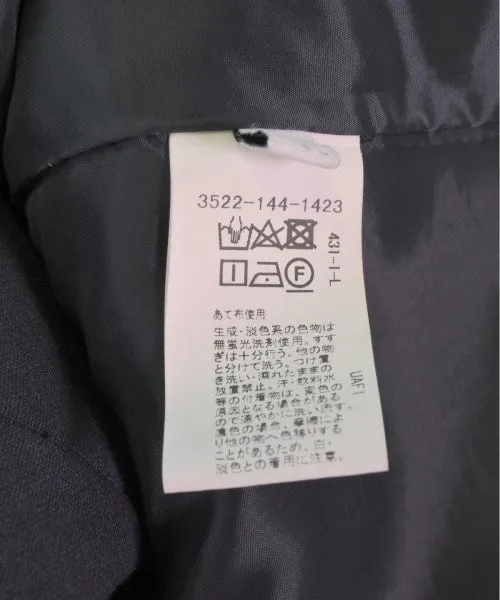 3522-144-1423
431-1-L
F
あて布使用
生成・淡色系の色物は
無蛍光洗剤使用。すす
ぎは十分行う。他の物
と分けて洗う。つけ置
き洗い・濡れたままの
放置禁止。汗・飲料水
等の付着物は、変色の
原因となる場合がある
ので速やかに洗い流す。
濃色の場合、摩擦によ
り他の物へ色移りする
ことがあるため、白・
淡色との着用に注意。
UAF1